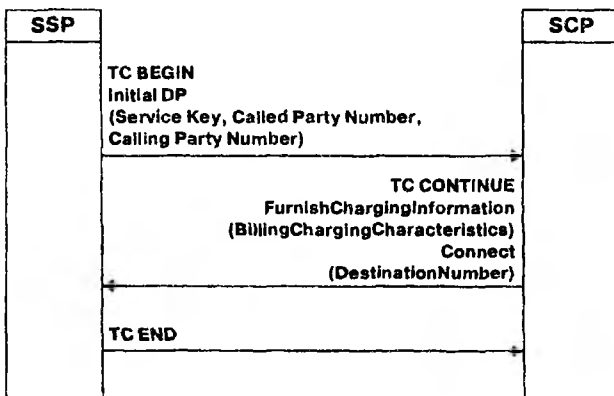 SSP
SCP
TC BEGIN
Initial DP
(Service Key, Called Party Number,
Calling Party Number)
TC CONTINUE
FurnishChargingInformation
(BillingChargingCharacteristics)
Connect
(DestinationNumber)
TC END